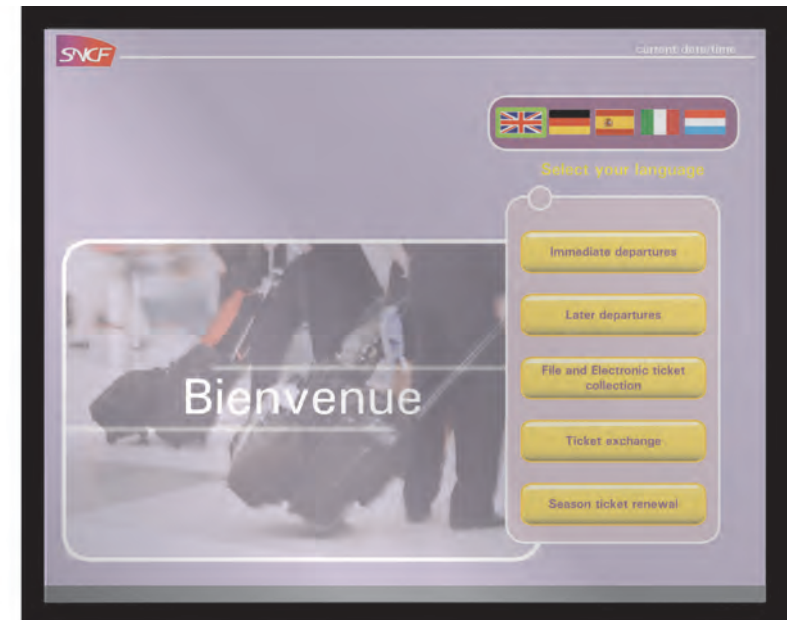 SNCF
current date/time
Select your language
Immediate departures
Later departures
File and Electronic ticket
collection
Bienvenue
Ticket exchange
Season ticket renewal